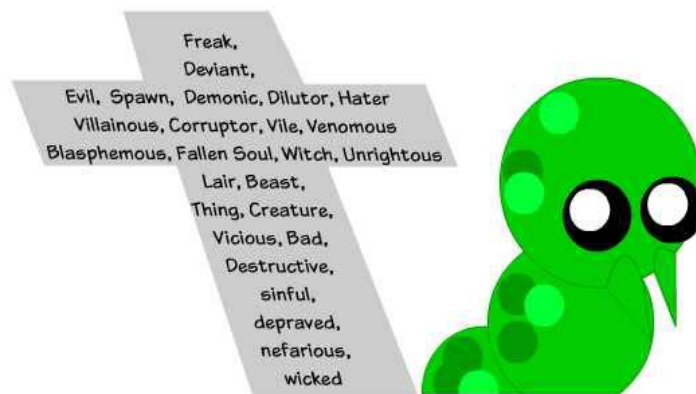 Freak,
Deviant,
Evil, Spawn, Demonic, Dilutor, Hater
Villainous, Corruptor, Vile, Venomous
Blasphemous, Fallen Soul, Witch, Unrightous
Lair, Beast,
Thing, Creature,
Vicious, Bad,
Destructive,
sinful,
depraved,
nefarious,
wicked